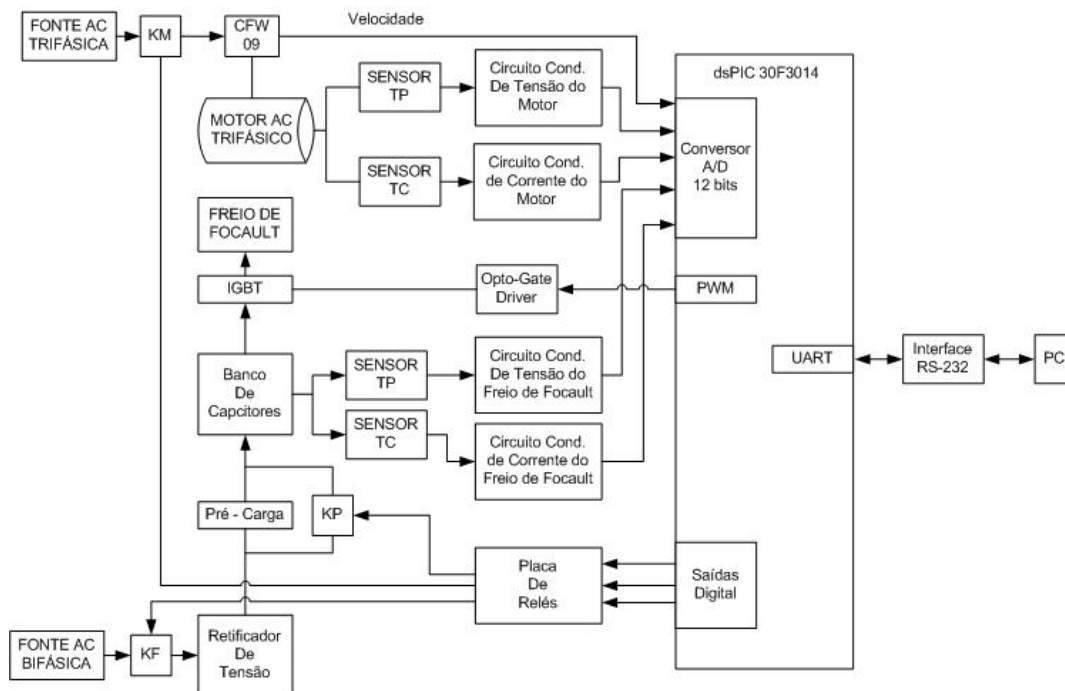 FONTE AC
TRIFÁSICA
KM
CFW
09
Velocidade
dsPIC 30F3014
MOTOR AC
TRIFÁSICO
SENSOR
TP
Circuito Cond.
De Tensão do
Motor
Conversor
A/D
12 bits
SENSOR
TC
Circuito Cond.
de Corrente do
Motor
FREIO DE
FOCAULT
IGBT
Opto-Gate
Driver
PWM
Banco
De
Capcitores
SENSOR
TP
Circuito Cond.
De Tensão do
Freio de Focault
UART
Interface
RS-232
PC
SENSOR
TC
Circuito Cond.
de Corrente do
Freio de Focault
Pré - Carga
KP
Placa
De
Relés
Saídas
Digital
FONTE AC
BIFÁSICA
KF
Retificador
De
Tensão